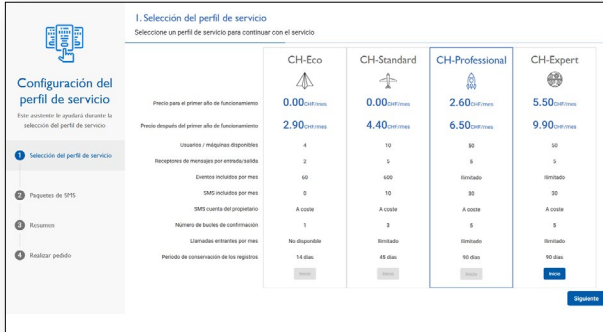 Configuración del
perfil de servicio
Este asistente le ayudará durante la
selección del perfil de servicio
1 Selección del perfil de servicio
2 Paquetes de SMS
3 Resumen
4 Realizar pedido
1. Selección del perfil de servicio
Seleccione un perfil de servicio para continuar con el servicio
CH-Eco CH-Standard CH-Professional CH-Expert
Precio para el primer año de funcionamiento 0.00CHF/mes 0.00CHF/mes 2.60CHF/mes 5.50CHF/mes
Precio después del primer año de funcionamiento 2.90CHF/mes 4.40CHF/mes 6.50CHF/mes 9.90CHF/mes
Usuarios / máquinas disponibles 4 10 50 50
Receptores de mensajes por entrada/salida 2 5 5 5
Eventos incluidos por mes 60 600 Ilimitado Ilimitado
SMS incluidos por mes 0 10 30 30
SMS cuenta del propietario A coste A coste A coste A coste
Número de bucles de confirmación 1 3 5 5
Llamadas entrantes por mes No disponible Ilimitado Ilimitado Ilimitado
Periodo de conservación de los registros 14 días 45 días 90 días 90 días
Inicio Inicio Inicio Inicio
Siguiente